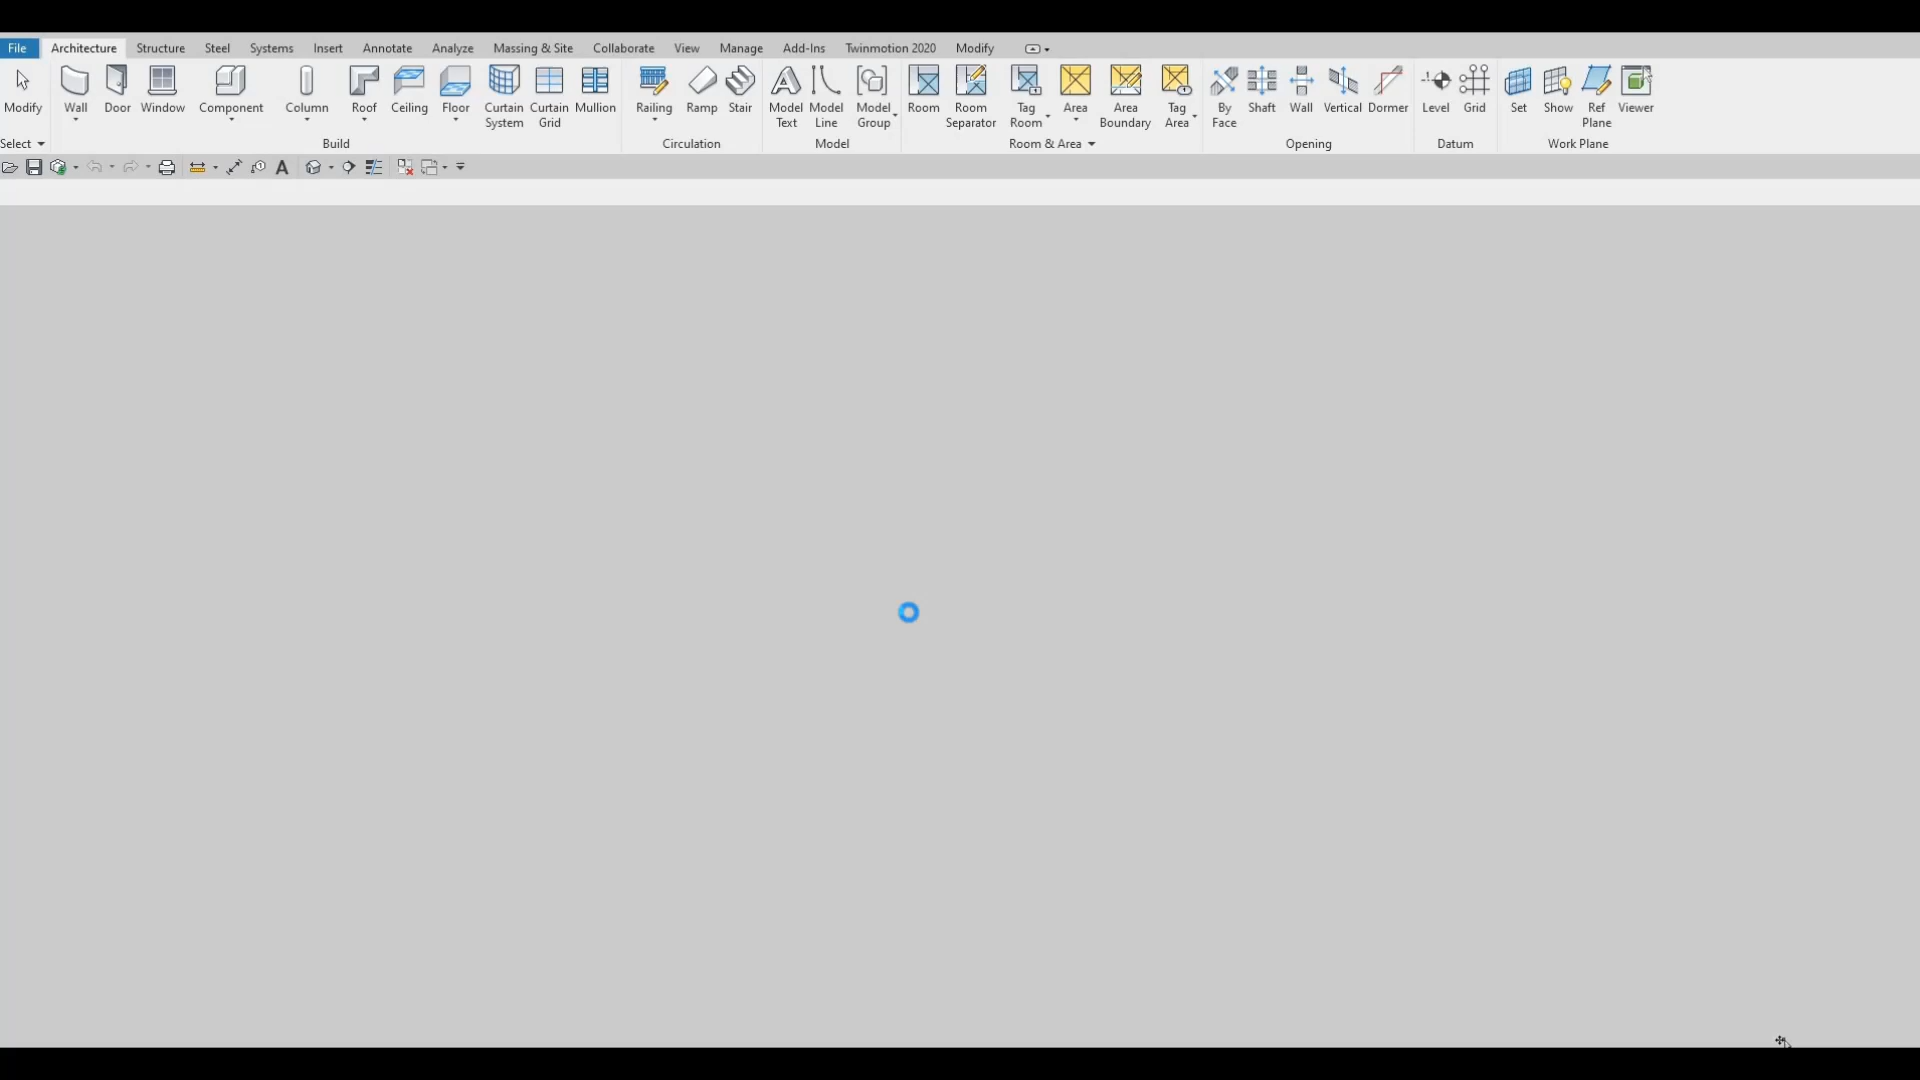 File Architecture Structure Steel Systems Insert Annotate Analyze Massing & Site Collaborate View Manage Add-Ins Twinmotion 2020 Modify
Modify Wall Door Window Component Column Roof Ceiling Floor Curtain System Curtain Grid Mullion Railing Ramp Stair Model Text Model Line Model Group Room Room Separator Tag Room Area Area Boundary Tag Area By Face Shaft Wall Vertical Dormer Level Grid Set Show Ref Plane Viewer
Select Build Circulation Model Room & Area Opening Datum Work Plane